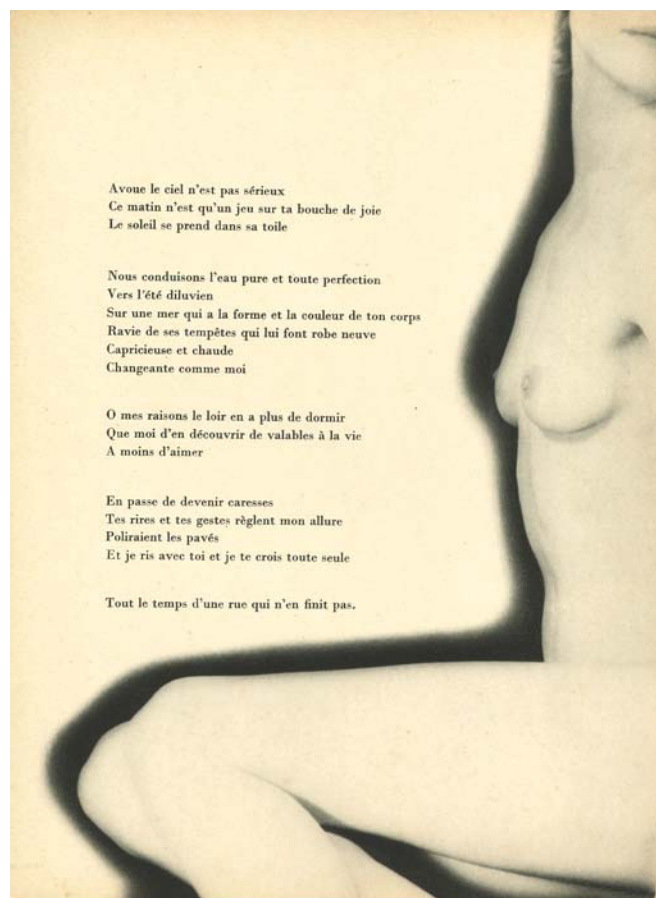 Avoue le ciel n'est pas sérieux
Ce matin n'est qu'un jeu sur ta bouche de joie
Le soleil se prend dans sa toile
Nous conduisons l'eau pure et toute perfection
Vers l'été diluvien
Sur une mer qui a la forme et la couleur de ton corps
Ravie de ses tempêtes qui lui font robe neuve
Capricieuse et chaude
Changeante comme moi
O mes raisons le loir en a plus de dormir
Que moi d'en découvrir de valables à la vie
A moins d'aimer
En passe de devenir caresses
Tes rires et tes gestes règlent mon allure
Poliraient les pavés
Et je ris avec toi et je te crois toute seule
Tout le temps d'une rue qui n'en finit pas.